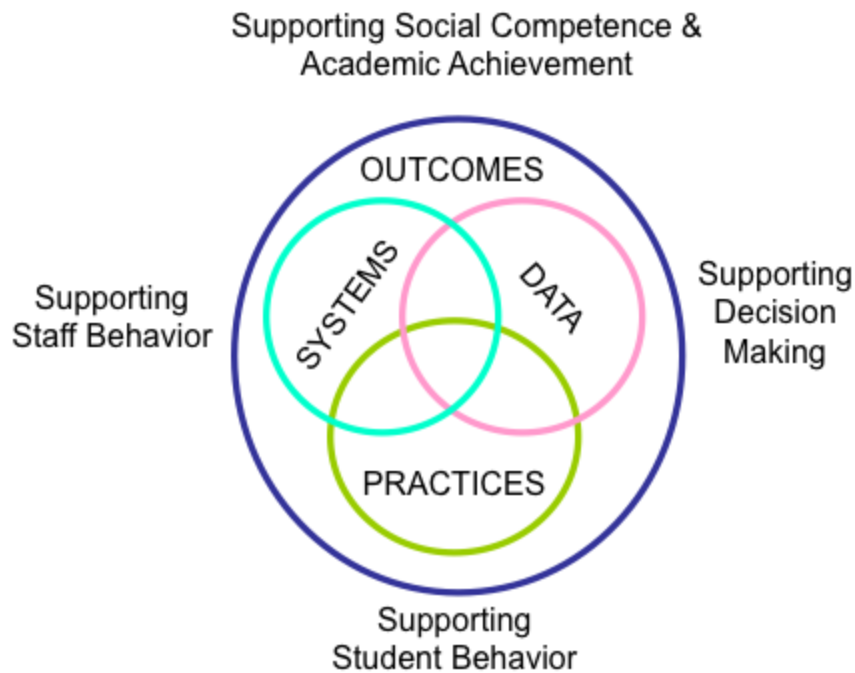 Supporting Social Competence &
Academic Achievement
OUTCOMES
SYSTEMS
DATA
Supporting
Staff Behavior
Supporting
Decision
Making
PRACTICES
Supporting
Student Behavior